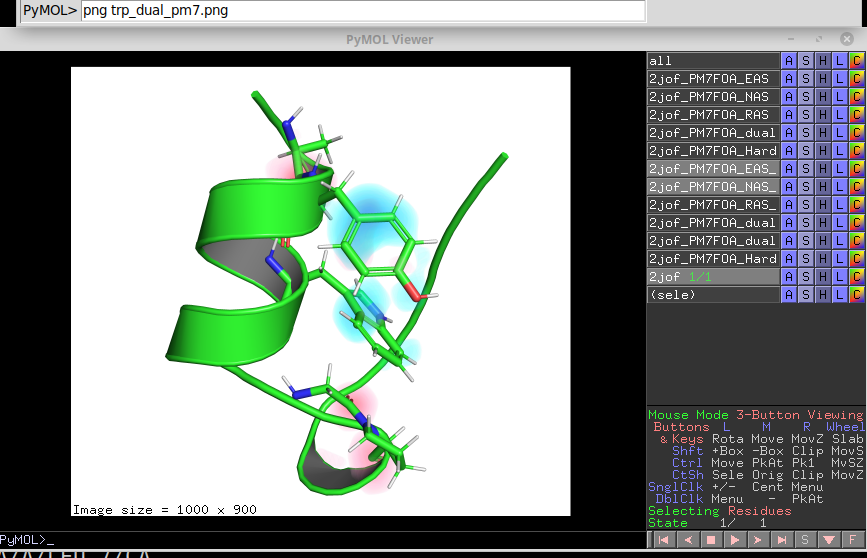 PyMOL> png trp_dual_pm7.png
PyMOL Viewer
all A S H L C
2jof_PM7FOA_EAS A S H L C
2jof_PM7FOA_NAS A S H L C
2jof_PM7FOA_RAS A S H L C
2jof_PM7FOA_dual A S H L C
2jof_PM7FOA_Hard A S H L C
2jof_PM7FOA_EAS_ A S H L C
2jof_PM7FOA_NAS_ A S H L C
2jof_PM7FOA_RAS_ A S H L C
2jof_PM7FOA_dual A S H L C
2jof_PM7FOA_dual A S H L C
2jof_PM7FOA_Hard A S H L C
2jof 1/1 A S H L C
(sele) A S H L C
Mouse Mode 3-Button Viewing
Buttons L M R Wheel
& Keys Rota Move MovZ Slab
Shft +Box -Box Clip MovS
Ctrl Move PkAt Pk1 MvSZ
CtSh Sele Orig Clip MovZ
SnglClk +/- Cent Menu
DblClk Menu - PkAt
Selecting Residues
State 1/ 1
Image size = 1000 x 900
PyMOL>_
S F